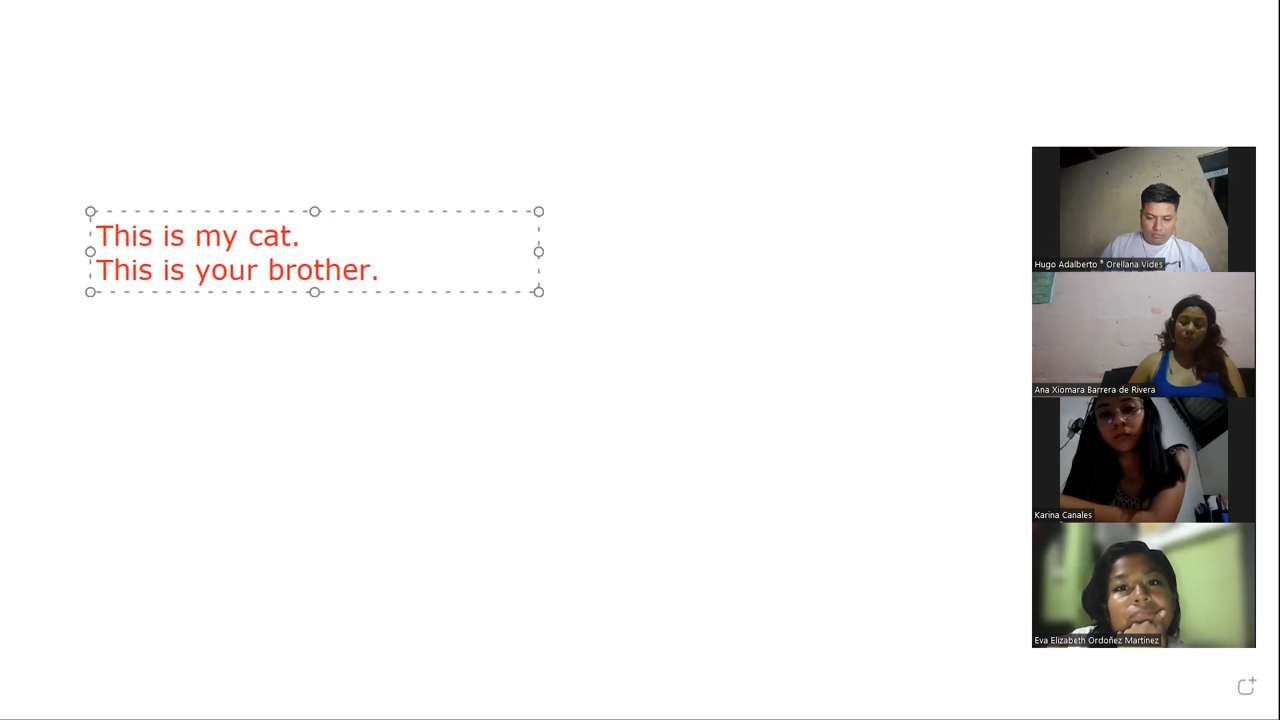 This is my cat.
This is your brother.
Hugo Adalberto * Orellana Vides
Ana Xiomara Barrera de Rivera
Karina Canales
Eva Elizabeth Ordoñez Martinez